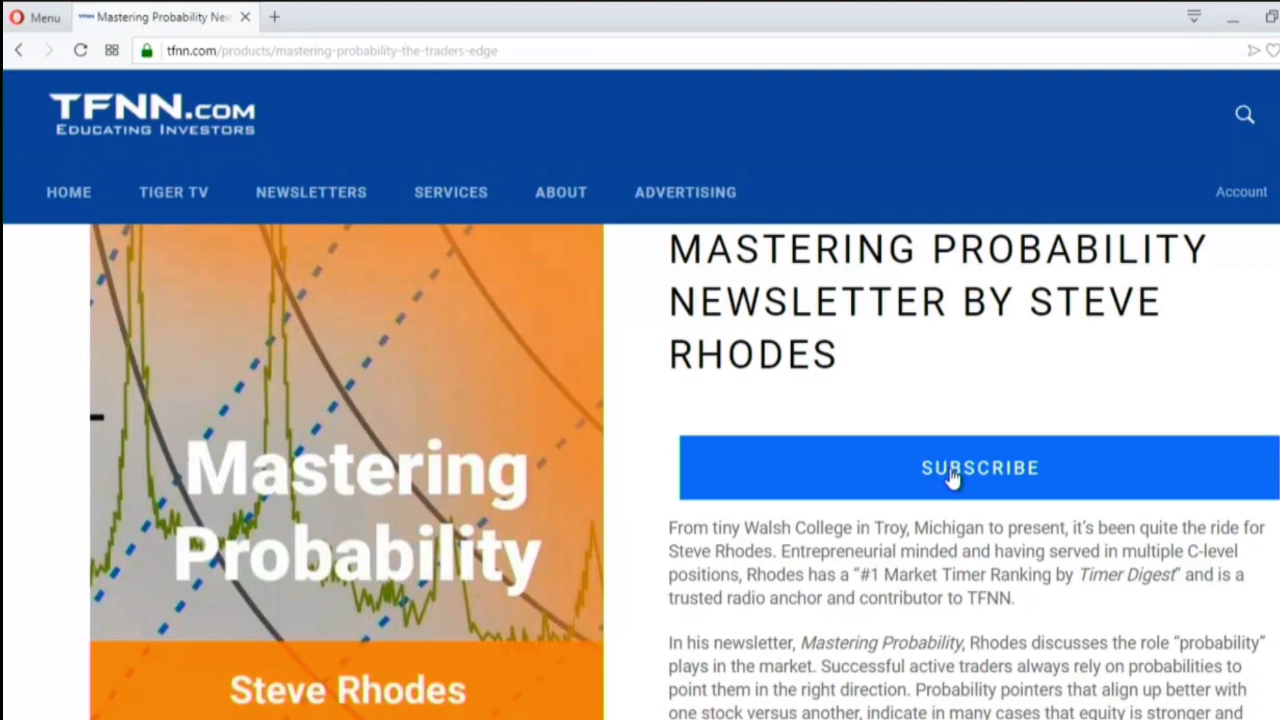 Menu
Mastering Probability New
tfnn.com/products/mastering-probability-the-traders-edge
TFNN.COM
EDUCATING INVESTORS
HOME TIGER TV NEWSLETTERS SERVICES ABOUT ADVERTISING Account
MASTERING PROBABILITY
NEWSLETTER BY STEVE
RHODES
Mastering
Probability
Steve Rhodes
SUBSCRIBE
From tiny Walsh College in Troy, Michigan to present, it's been quite the ride for
Steve Rhodes. Entrepreneurial minded and having served in multiple C-level
positions, Rhodes has a “#1 Market Timer Ranking by Timer Digest” and is a
trusted radio anchor and contributor to TFNN.
In his newsletter, Mastering Probability, Rhodes discusses the role “probability”
plays in the market. Successful active traders always rely on probabilities to
point them in the right direction. Probability pointers that align up better with
one stock versus another, indicate in many cases that equity is stronger and